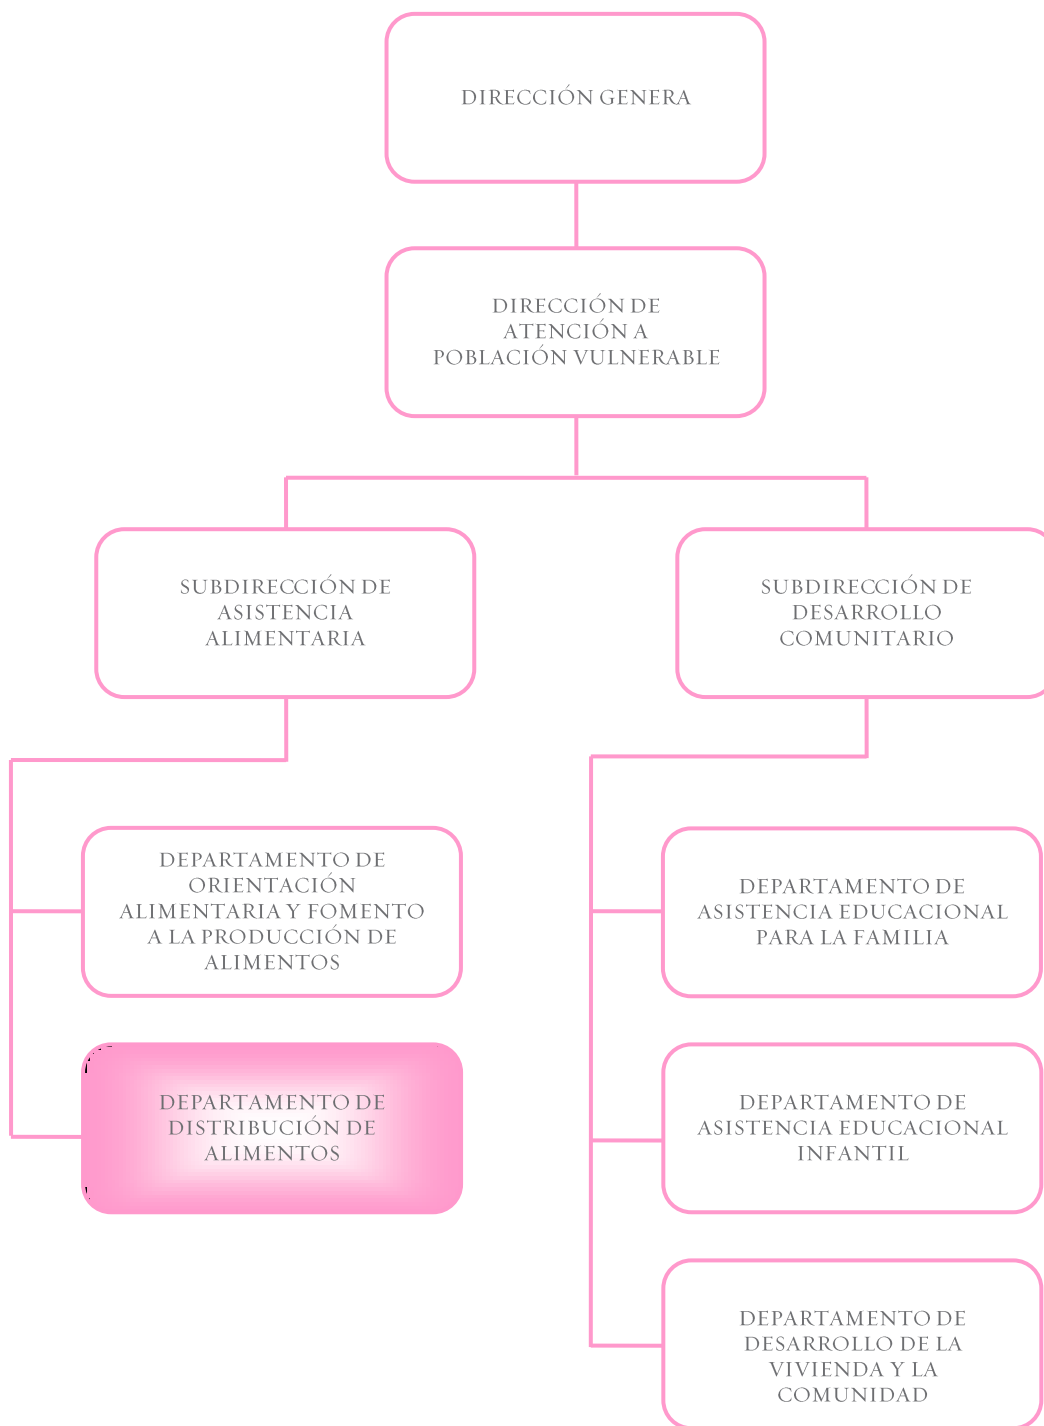 DIRECCIÓN GENERA
DIRECCIÓN DE
ATENCIÓN A
POBLACIÓN VULNERABLE
SUBDIRECCIÓN DE
ASISTENCIA
ALIMENTARIA
SUBDIRECCIÓN DE
DESARROLLO
COMUNITARIO
DEPARTAMENTO DE
ORIENTACIÓN
ALIMENTARIA Y FOMENTO
A LA PRODUCCIÓN DE
ALIMENTOS
DEPARTAMENTO DE
ASISTENCIA EDUCACIONAL
PARA LA FAMILIA
DEPARTAMENTO DE
DISTRIBUCIÓN DE
ALIMENTOS
DEPARTAMENTO DE
ASISTENCIA EDUCACIONAL
INFANTIL
DEPARTAMENTO DE
DESARROLLO DE LA
VIVIENDA Y LA
COMUNIDAD